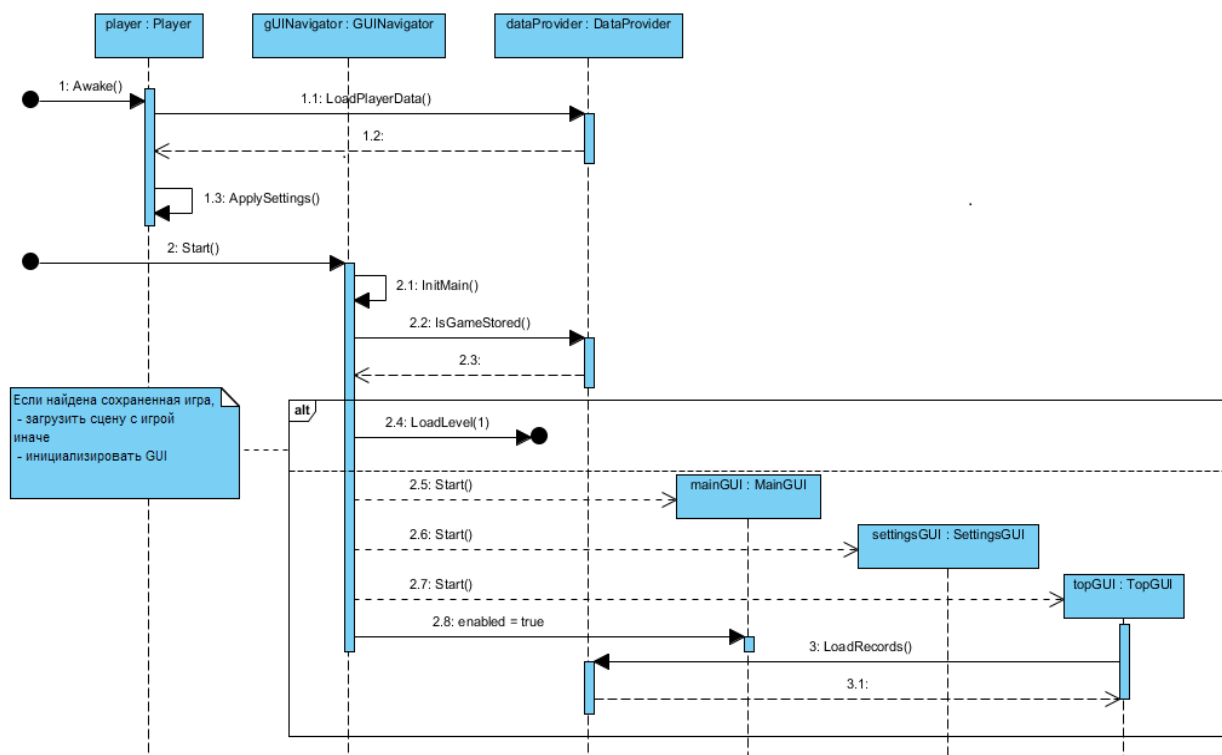 player : Player
gUINavigator : GUINavigator
dataProvider : DataProvider
1: Awake()
1.1: LoadPlayerData()
1.2:
1.3: ApplySettings()
2: Start()
2.1: InitMain()
2.2: IsGameStored()
2.3:
Если найдена сохраненная игра,
- загрузить сцену с игрой
иначе
- инициализировать GUI
alt
2.4: LoadLevel(1)
2.5: Start()
mainGUI : MainGUI
2.6: Start()
settingsGUI : SettingsGUI
2.7: Start()
topGUI : TopGUI
2.8: enabled = true
3: LoadRecords()
3.1: